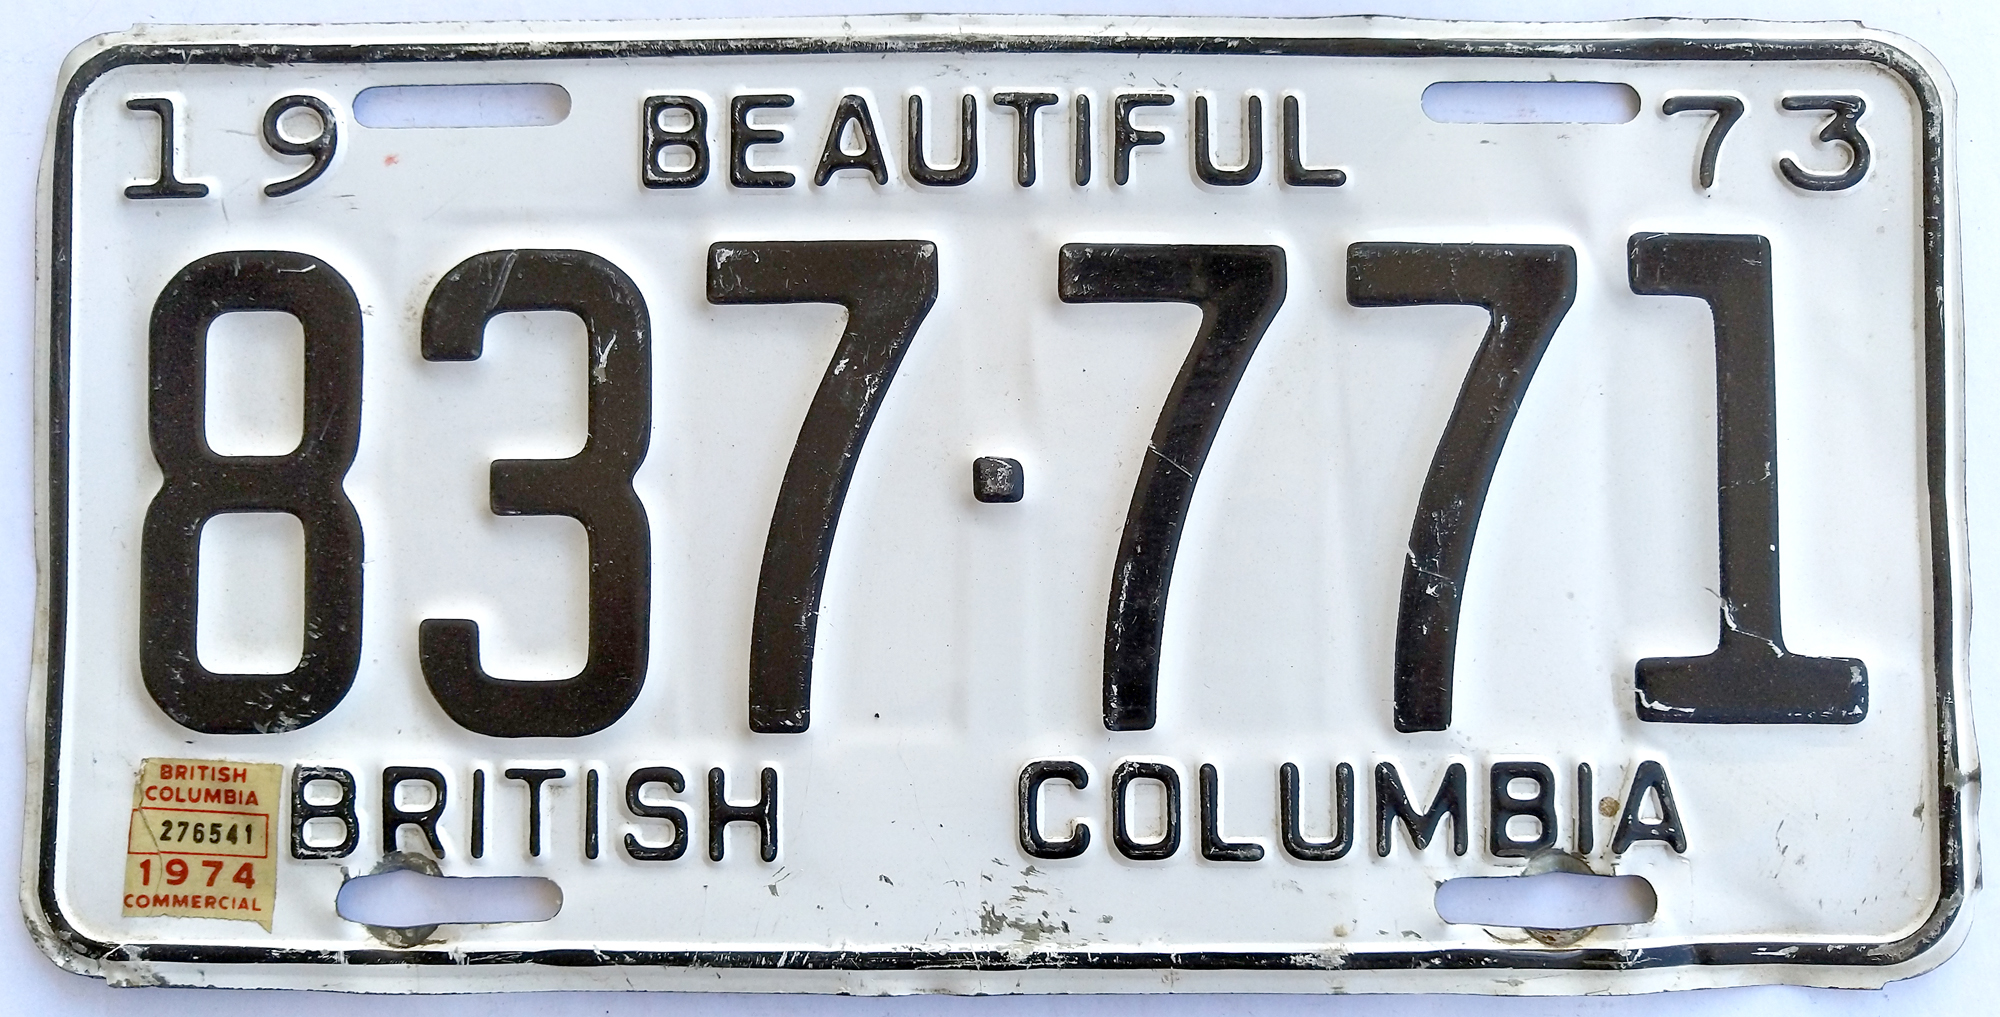 19 BEAUTIFUL 73
837·771
BRITISH COLUMBIA
BRITISH
COLUMBIA
276541
1974
COMMERCIAL